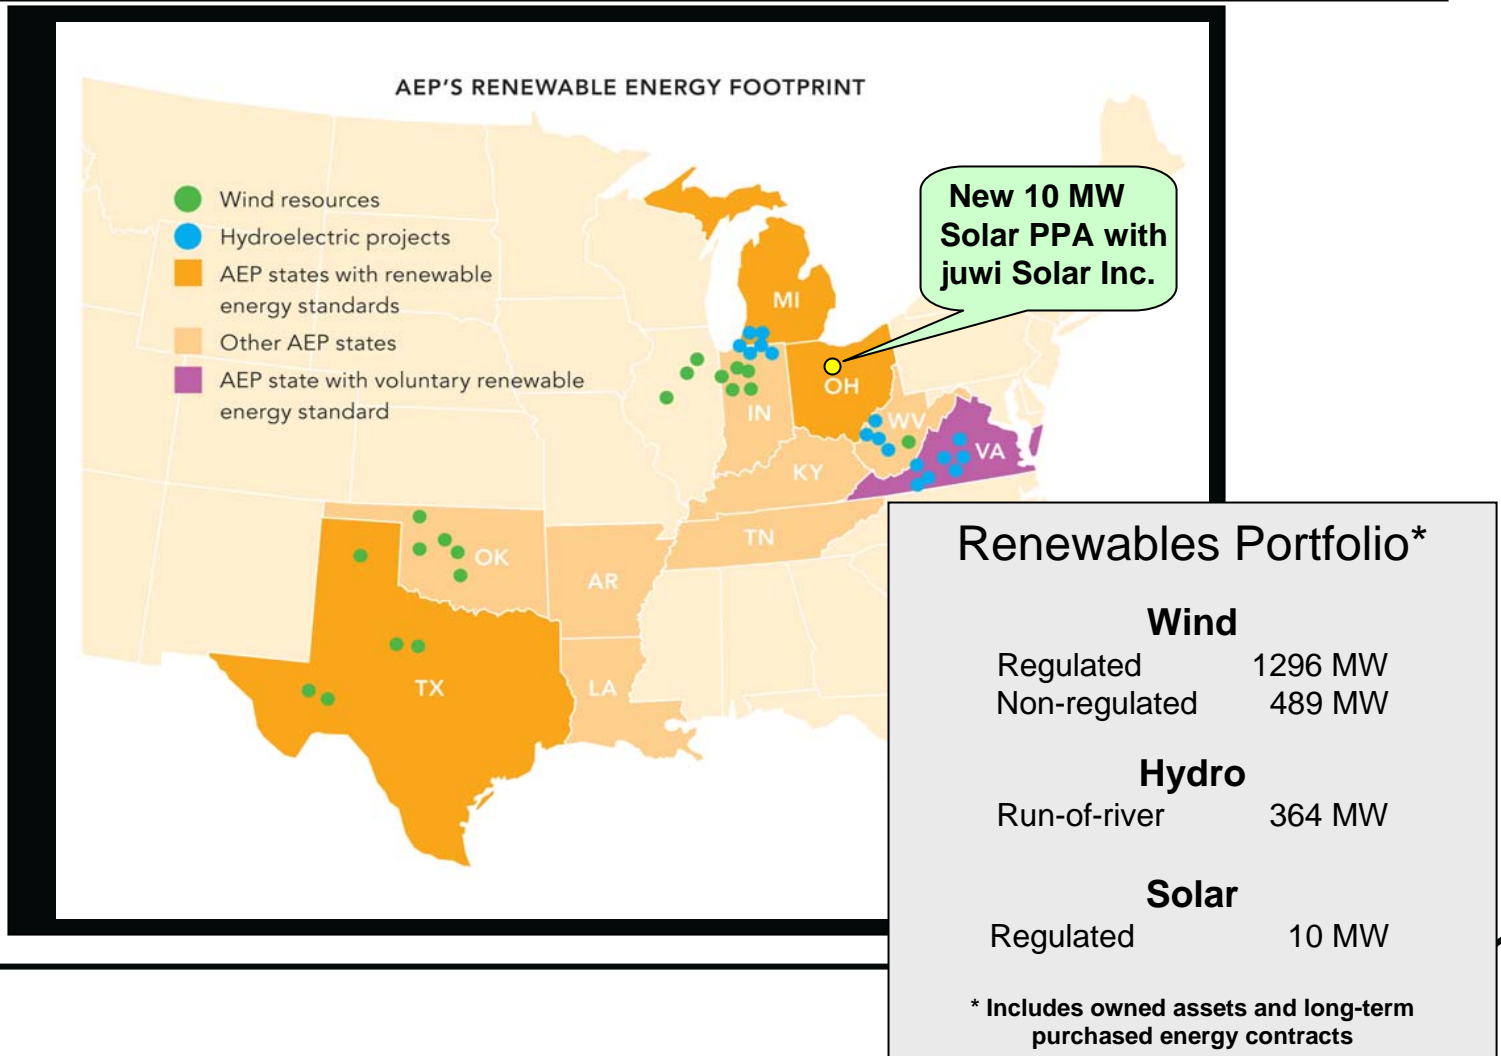 AEP'S RENEWABLE ENERGY FOOTPRINT
Wind resources
Hydroelectric projects
AEP states with renewable
energy standards
Other AEP states
AEP state with voluntary renewable
energy standard
New 10 MW
Solar PPA with
juwi Solar Inc.
MI
OH
IN
WV
VA
KY
TN
OK
AR
TX
LA
Renewables Portfolio*
Wind
Regulated 1296 MW
Non-regulated 489 MW
Hydro
Run-of-river 364 MW
Solar
Regulated 10 MW
* Includes owned assets and long-term
purchased energy contracts